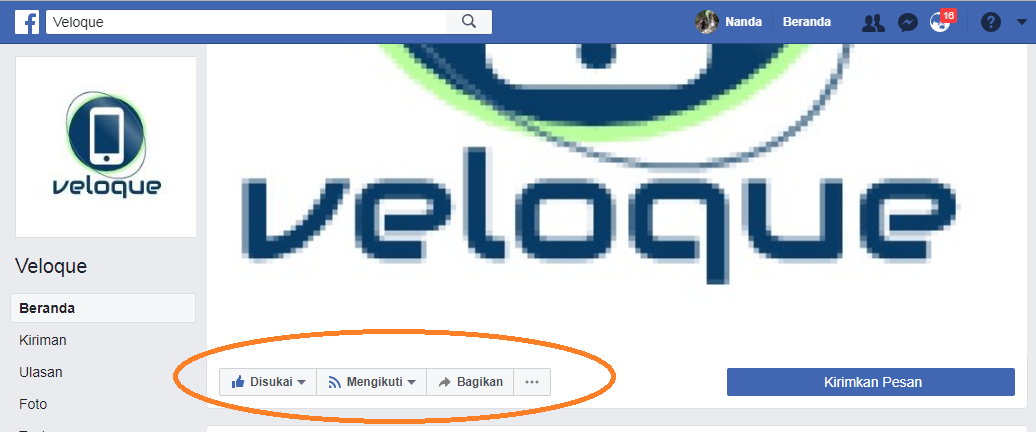 Veloque
Nanda
Beranda
16
veloque
veloque
Veloque
Beranda
Kiriman
Ulasan
Foto
Disukai
Mengikuti
Bagikan
Kirimkan Pesan